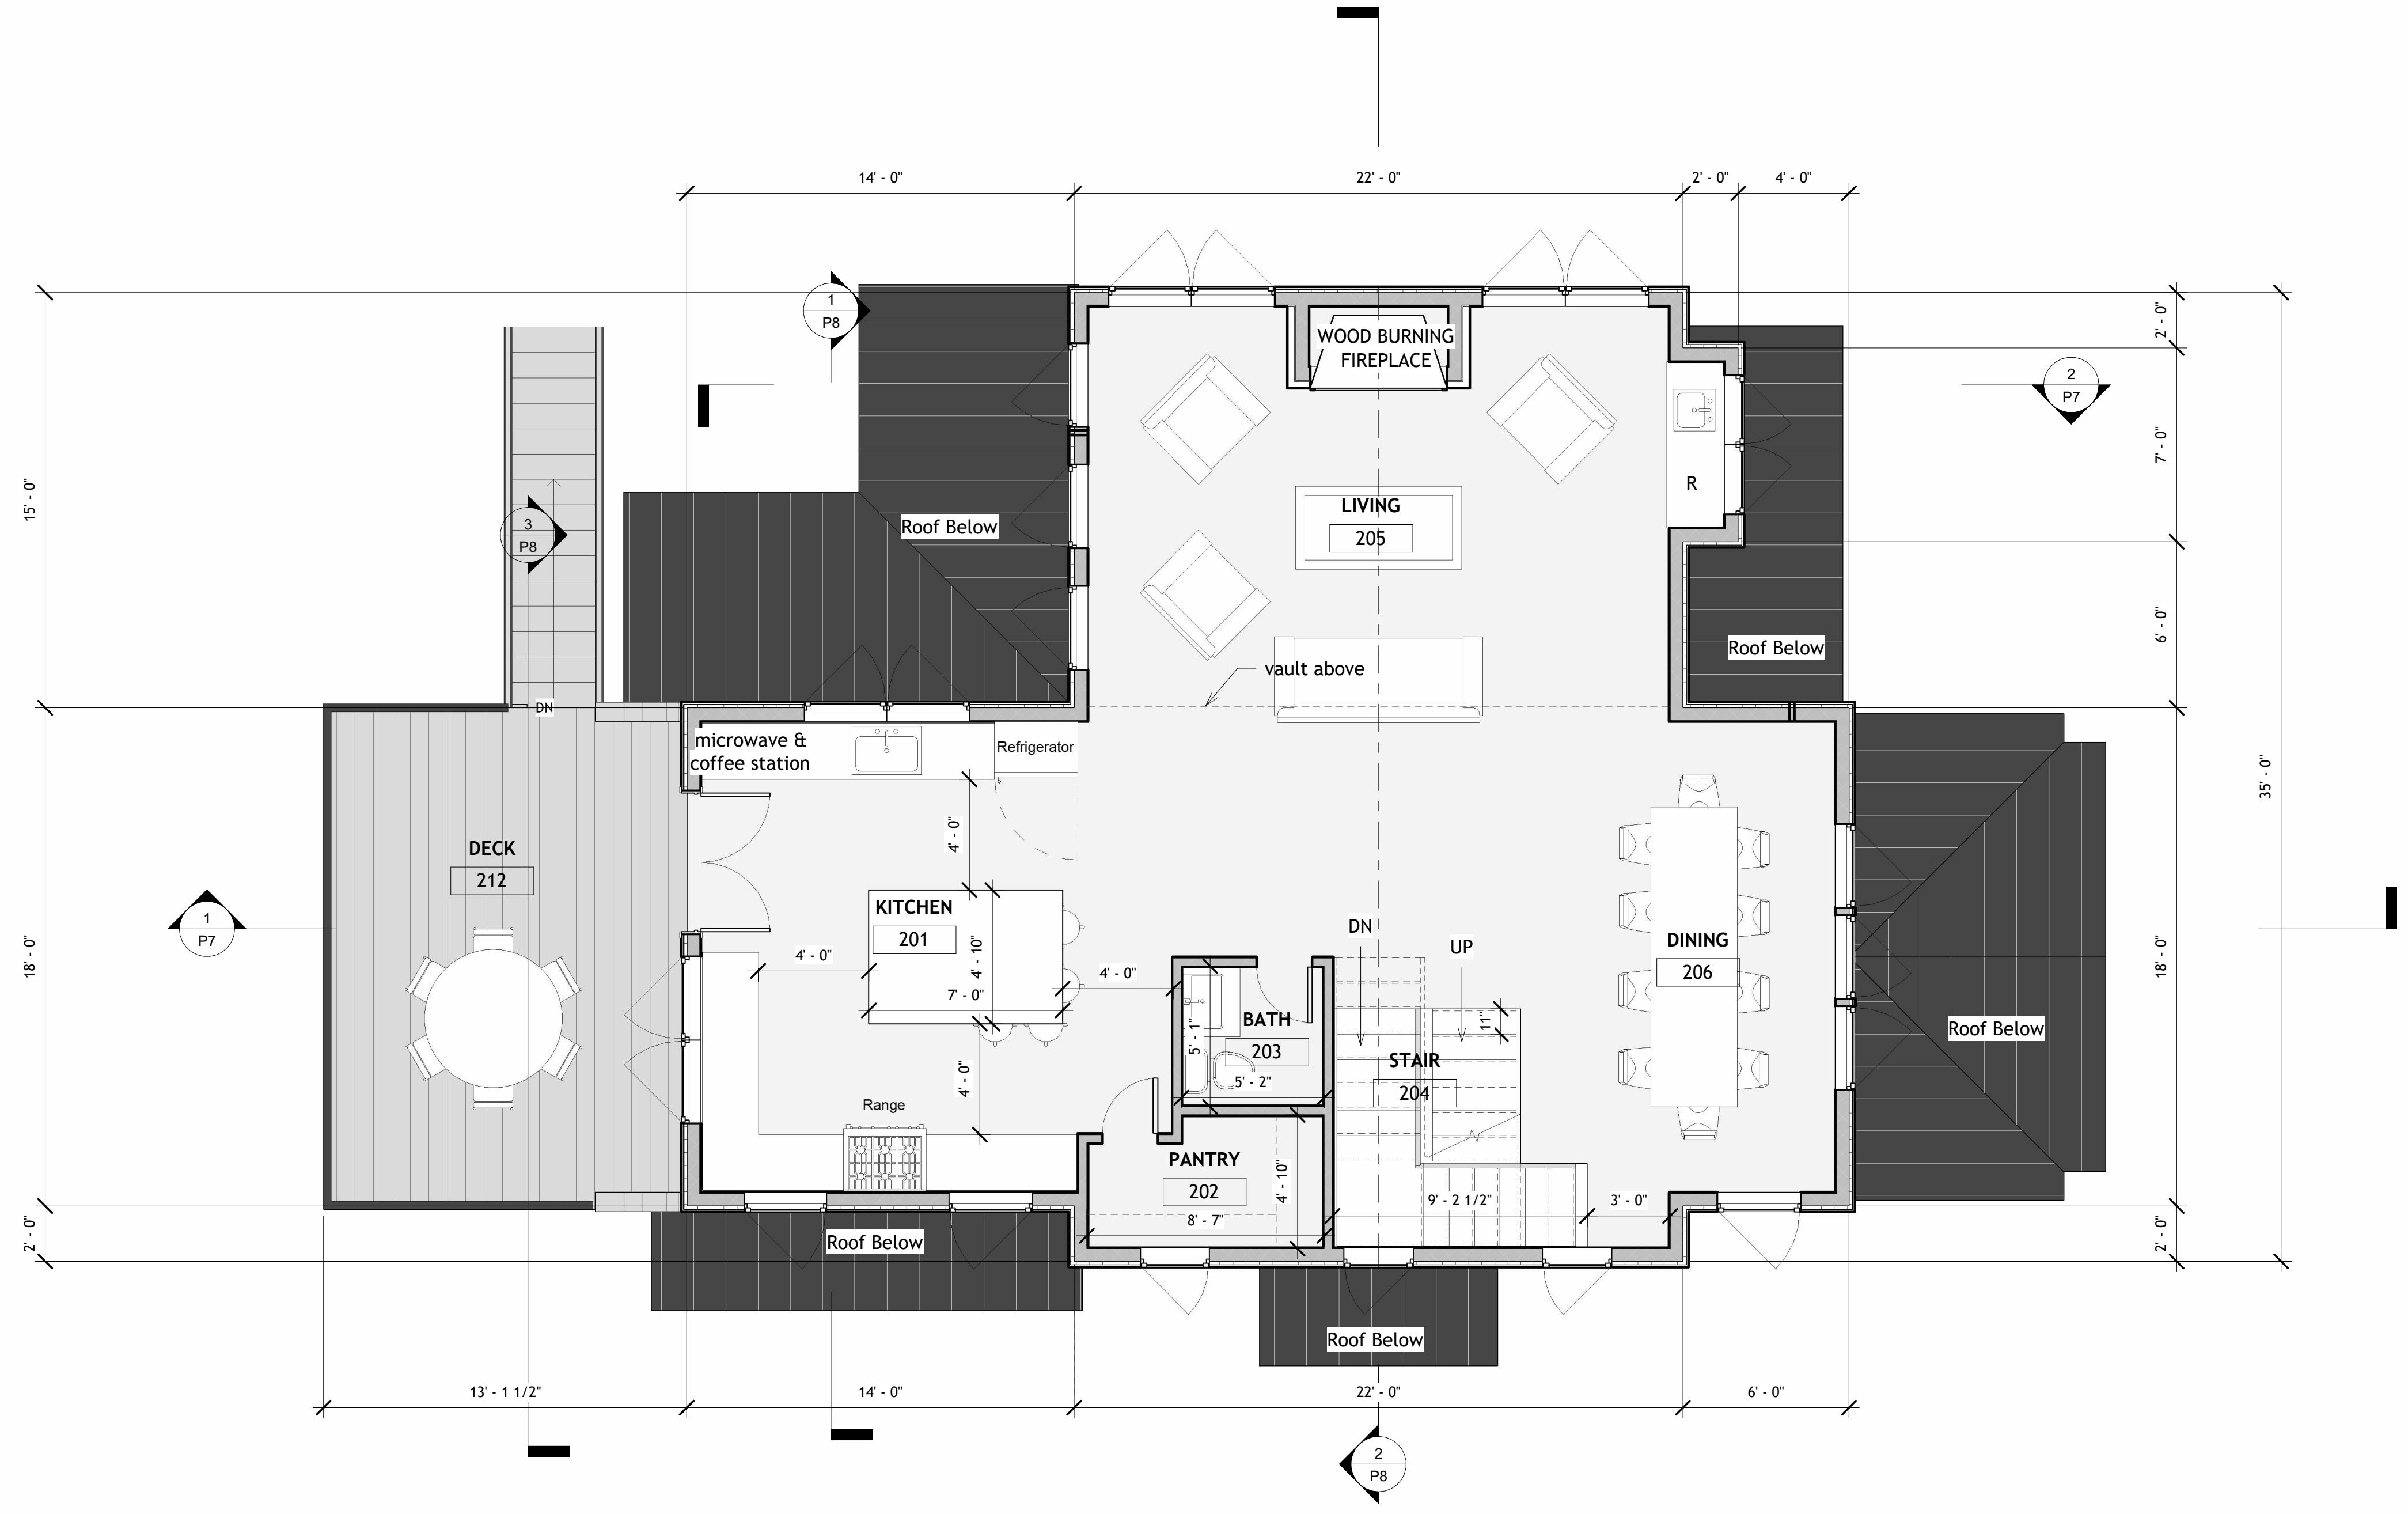 14' - 0"
22' - 0"
2' - 0"
4' - 0"
1
P8
2' - 0"
WOOD BURNING
FIREPLACE
2
P7
7' - 0"
R
15' - 0"
LIVING
205
3
P8
Roof Below
6' - 0"
Roof Below
vault above
DN
microwave &
coffee station
Refrigerator
35' - 0"
4' - 0"
DECK
212
KITCHEN
201
1
P7
DN
UP
DINING
206
18' - 0"
4' - 0"
4' - 10"
4' - 0"
18' - 0"
7' - 0"
BATH
203
5' - 1"
5' - 2"
11"
Roof Below
STAIR
204
4' - 0"
Range
PANTRY
202
4' - 10"
8' - 7"
9' - 2 1/2"
3' - 0"
2' - 0"
Roof Below
2' - 0"
Roof Below
13' - 1 1/2"
14' - 0"
22' - 0"
6' - 0"
2
P8